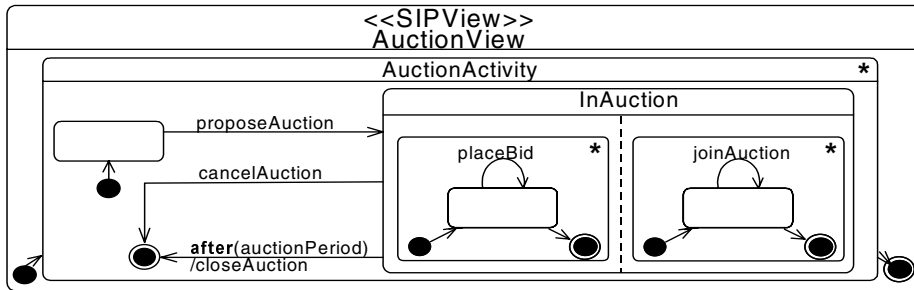 <<SIPView>>
AuctionView
AuctionActivity *
InAuction
proposeAuction
placeBid *
joinAuction *
cancelAuction
after(auctionPeriod)
/closeAuction